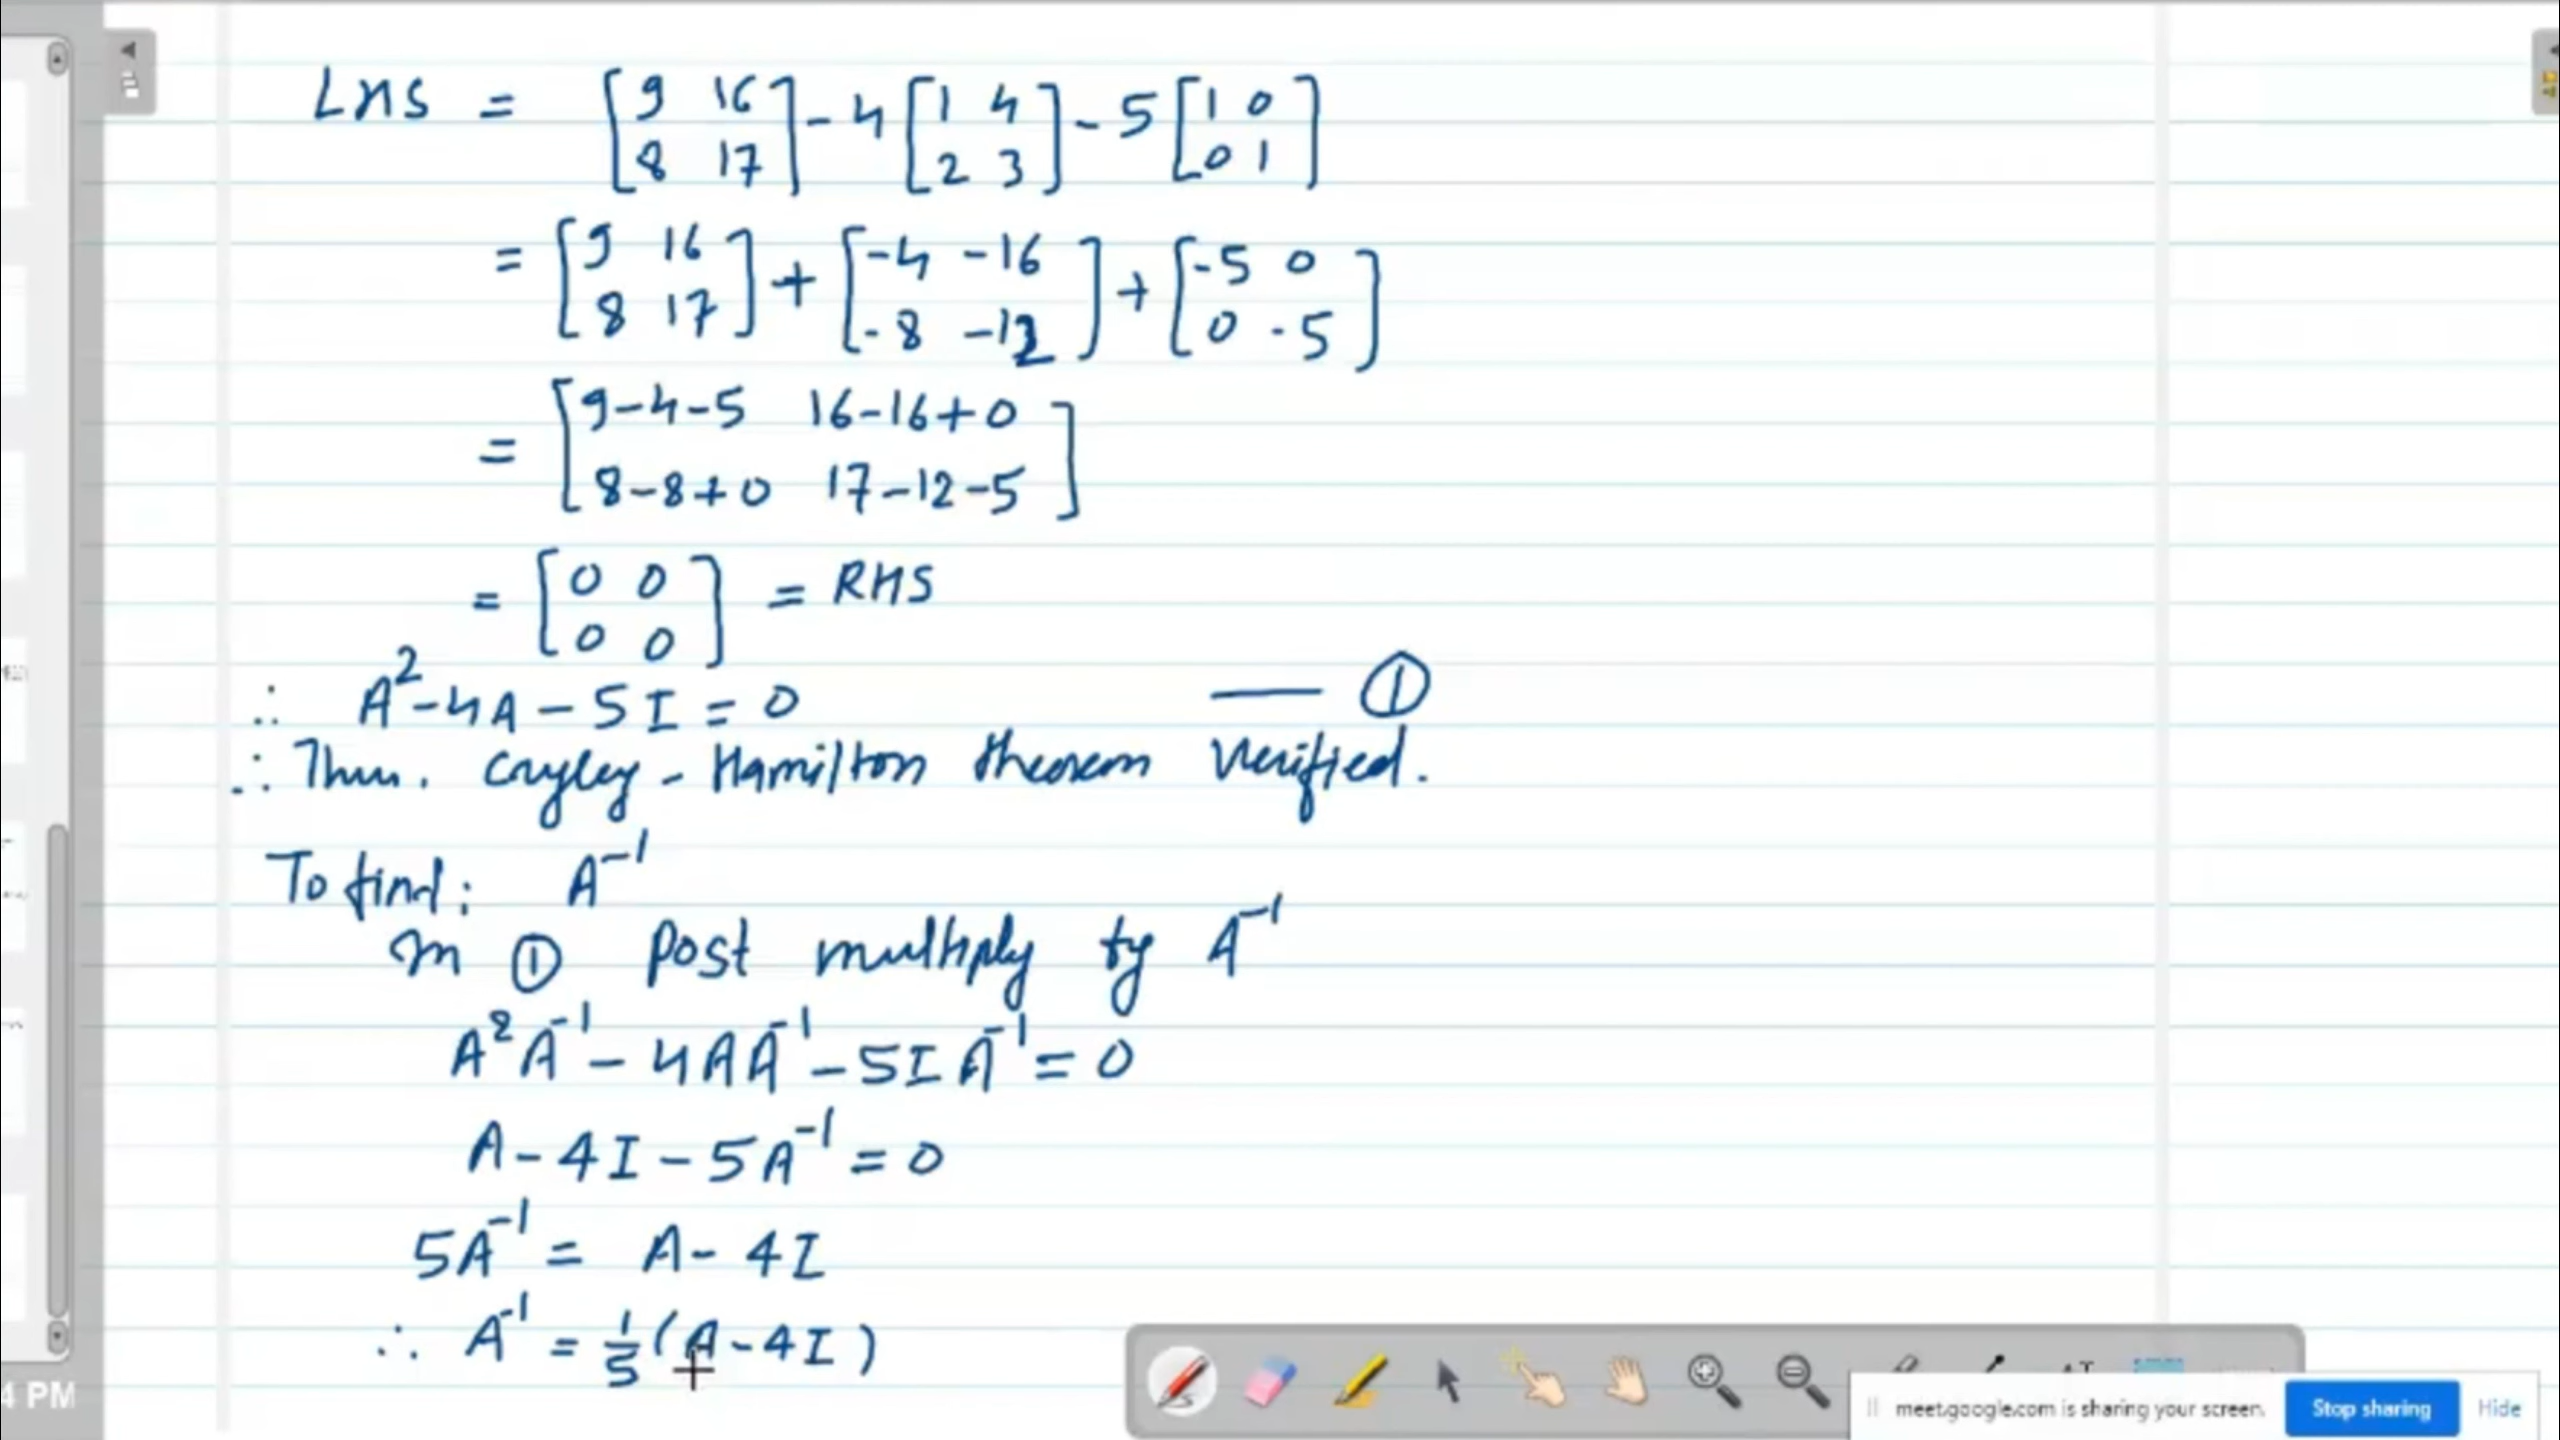 LHS = [9 16 8 17] - 4 [1 4 2 3] - 5 [1 0 0 1]
= [9 16 8 17] + [-4 -16 -8 -12] + [-5 0 0 -5]
= [9-4-5 16-16+0 8-8+0 17-12-5]
= [0 0 0 0] = RHS
∴ A² - 4A - 5I = 0 — ①
∴ Thus. Cayley - Hamilton theorem verified.
To find: A⁻¹
In ① Post multiply by A⁻¹
A²A⁻¹ - 4AA⁻¹ - 5IA⁻¹ = 0
A - 4I - 5A⁻¹ = 0
5A⁻¹ = A - 4I
∴ A⁻¹ = 1/5 (A - 4I)
4 PM
meet.google.com is sharing your screen.
Stop sharing
Hide